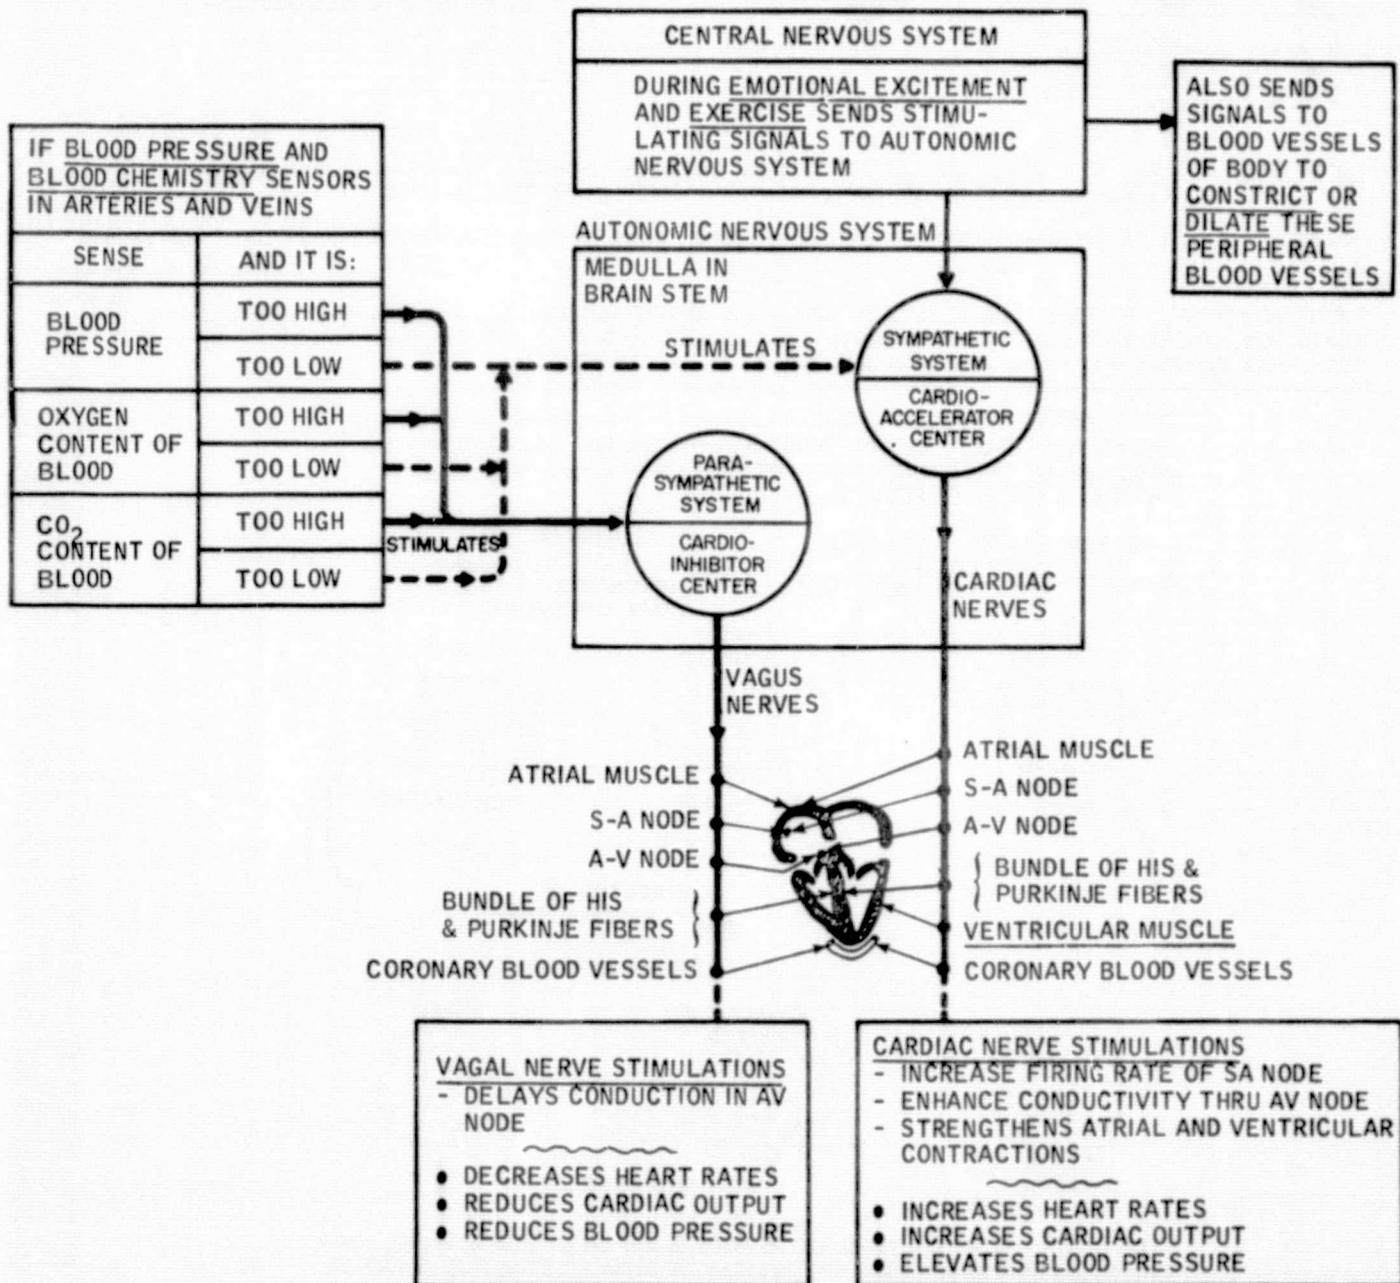 CENTRAL NERVOUS SYSTEM
DURING EMOTIONAL EXCITEMENT
AND EXERCISE SENDS STIMU-
LATING SIGNALS TO AUTONOMIC
NERVOUS SYSTEM
ALSO SENDS
SIGNALS TO
BLOOD VESSELS
OF BODY TO
CONSTRICT OR
DILATE THESE
PERIPHERAL
BLOOD VESSELS
IF BLOOD PRESSURE AND
BLOOD CHEMISTRY SENSORS
IN ARTERIES AND VEINS
SENSE
AND IT IS:
BLOOD
PRESSURE
TOO HIGH
TOO LOW
OXYGEN
CONTENT OF
BLOOD
TOO HIGH
TOO LOW
CO2
CONTENT OF
BLOOD
TOO HIGH
TOO LOW
STIMULATES
AUTONOMIC NERVOUS SYSTEM
MEDULLA IN
BRAIN STEM
STIMULATES
SYMPATHETIC
SYSTEM
CARDIO-
ACCELERATOR
CENTER
PARA-
SYMPATHETIC
SYSTEM
CARDIO-
INHIBITOR
CENTER
CARDIAC
NERVES
VAGUS
NERVES
ATRIAL MUSCLE
S-A NODE
A-V NODE
BUNDLE OF HIS
& PURKINJE FIBERS
CORONARY BLOOD VESSELS
ATRIAL MUSCLE
S-A NODE
A-V NODE
BUNDLE OF HIS &
PURKINJE FIBERS
VENTRICULAR MUSCLE
CORONARY BLOOD VESSELS
VAGAL NERVE STIMULATIONS
- DELAYS CONDUCTION IN AV
NODE
• DECREASES HEART RATES
• REDUCES CARDIAC OUTPUT
• REDUCES BLOOD PRESSURE
CARDIAC NERVE STIMULATIONS
- INCREASE FIRING RATE OF SA NODE
- ENHANCE CONDUCTIVITY THRU AV NODE
- STRENGTHENS ATRIAL AND VENTRICULAR
CONTRACTIONS
• INCREASES HEART RATES
• INCREASES CARDIAC OUTPUT
• ELEVATES BLOOD PRESSURE